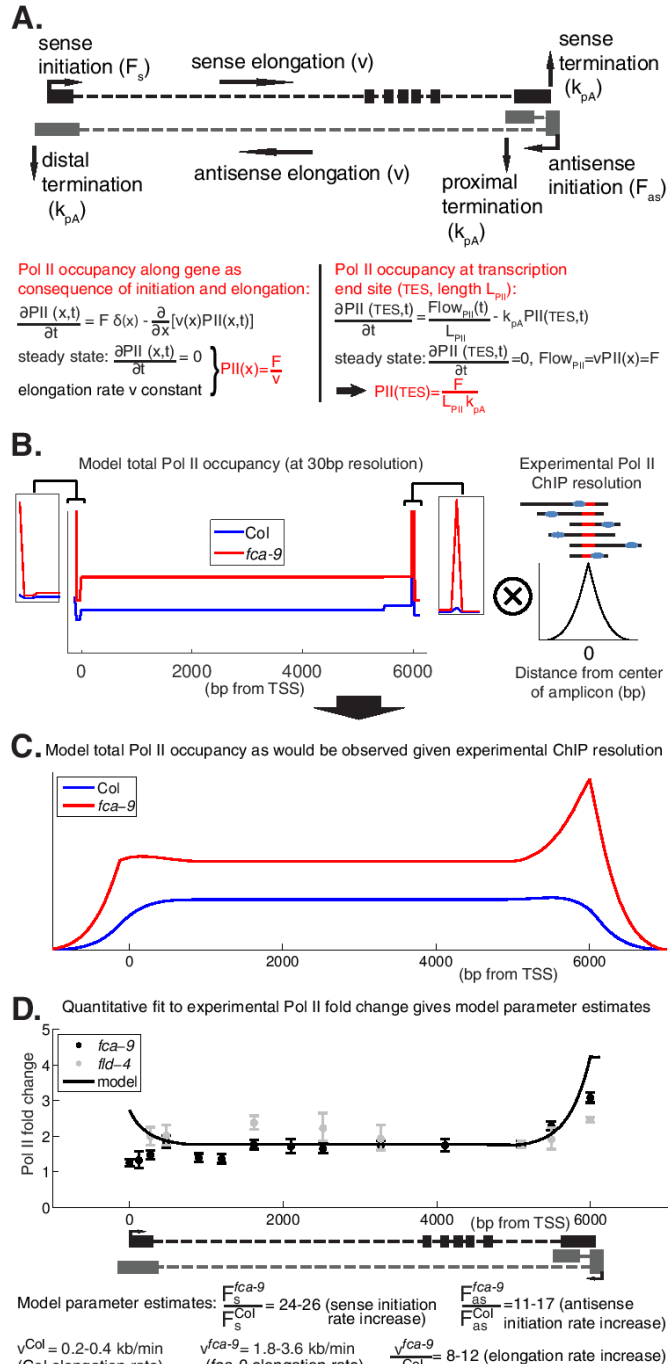 A.
sense initiation (Fs)
sense elongation (v)
sense termination (kpA)
distal termination (kpA)
antisense elongation (v)
proximal termination (kpA)
antisense initiation (Fas)
Pol II occupancy along gene as
consequence of initiation and elongation:
∂PII (x,t)/∂t = F δ(x) - ∂/∂x [v(x)PII(x,t)]
steady state: ∂PII (x,t)/∂t = 0
elongation rate v constant
PII(x)=F/v
Pol II occupancy at transcription
end site (TES, length LPII):
∂PII (TES,t)/∂t = FlowPII(t)/LPII - kpAPII(TES,t)
steady state: ∂PII (TES,t)/∂t =0, FlowPII=vPII(x)=F
PII(TES)= F/LPII kpA
B.
Model total Pol II occupancy (at 30bp resolution)
Experimental Pol II
ChIP resolution
Col
fca-9
0 2000 4000 6000
(bp from TSS)
0
Distance from center
of amplicon (bp)
C.
Model total Pol II occupancy as would be observed given experimental ChIP resolution
Col
fca–9
0 2000 4000 6000
(bp from TSS)
D.
Quantitative fit to experimental Pol II fold change gives model parameter estimates
fca–9
fld–4
model
Pol II fold change
5
4
3
2
1
0
0 2000 4000 6000
(bp from TSS)
Model parameter estimates: Fs^fca-9/Fs^Col = 24-26 (sense initiation rate increase)
Fas^fca-9/Fas^Col =11-17 (antisense initiation rate increase)
v^Col = 0.2-0.4 kb/min
v^fca-9 = 1.8-3.6 kb/min
v^fca-9/ = 8-12 (elongation rate increase)